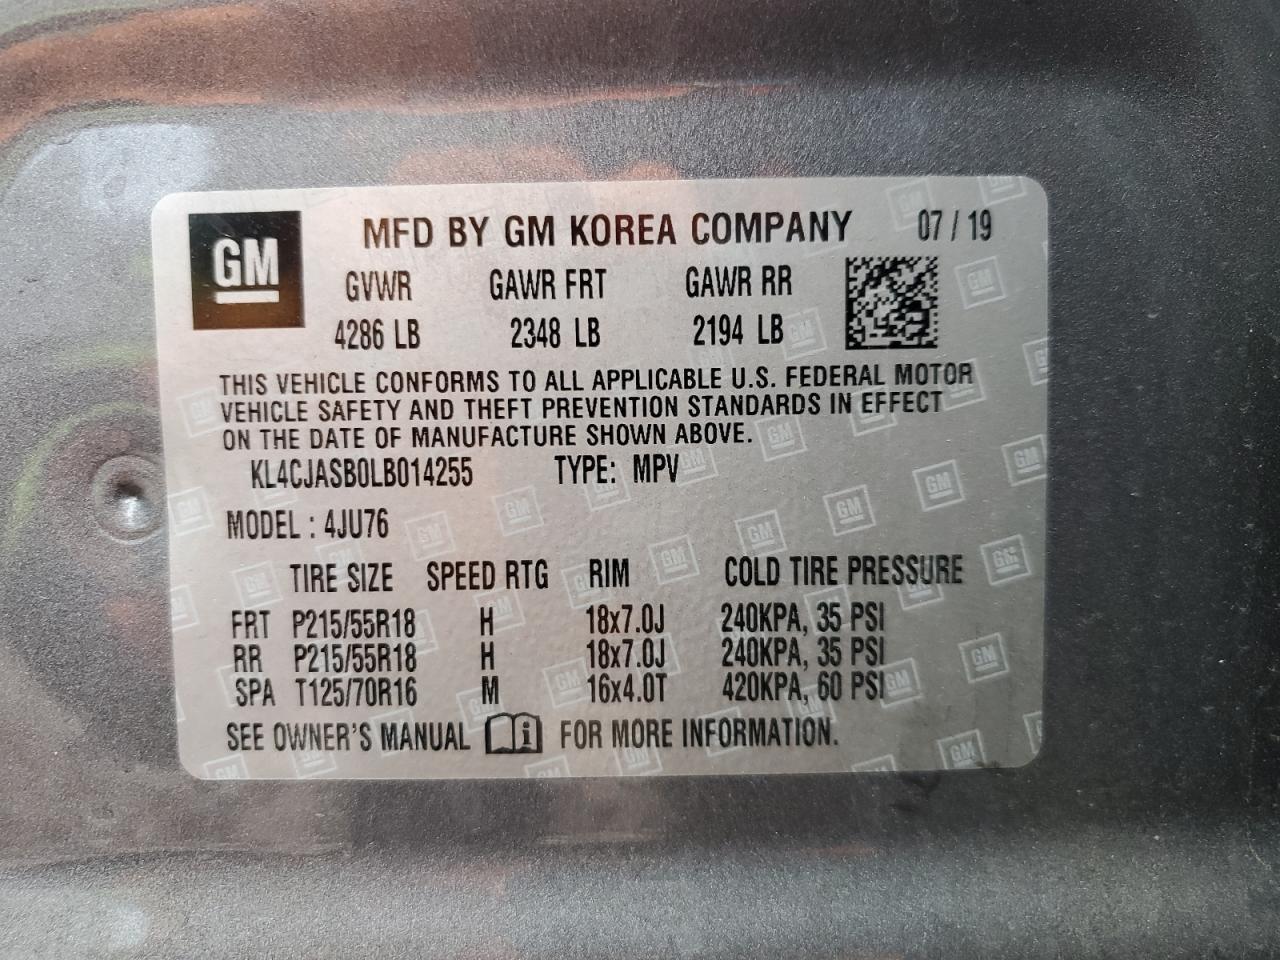 GM
MFD BY GM KOREA COMPANY 07 / 19
GVWR GAWR FRT GAWR RR
4286 LB 2348 LB 2194 LB
THIS VEHICLE CONFORMS TO ALL APPLICABLE U.S. FEDERAL MOTOR
VEHICLE SAFETY AND THEFT PREVENTION STANDARDS IN EFFECT
ON THE DATE OF MANUFACTURE SHOWN ABOVE.
KL4CJASB0LB014255 TYPE: MPV
MODEL : 4JU76
TIRE SIZE SPEED RTG RIM COLD TIRE PRESSURE
FRT P215/55R18 H 18x7.0J 240KPA, 35 PSI
RR P215/55R18 H 18x7.0J 240KPA, 35 PSI
SPA T125/70R16 M 16x4.0T 420KPA, 60 PSI
SEE OWNER'S MANUAL i FOR MORE INFORMATION.